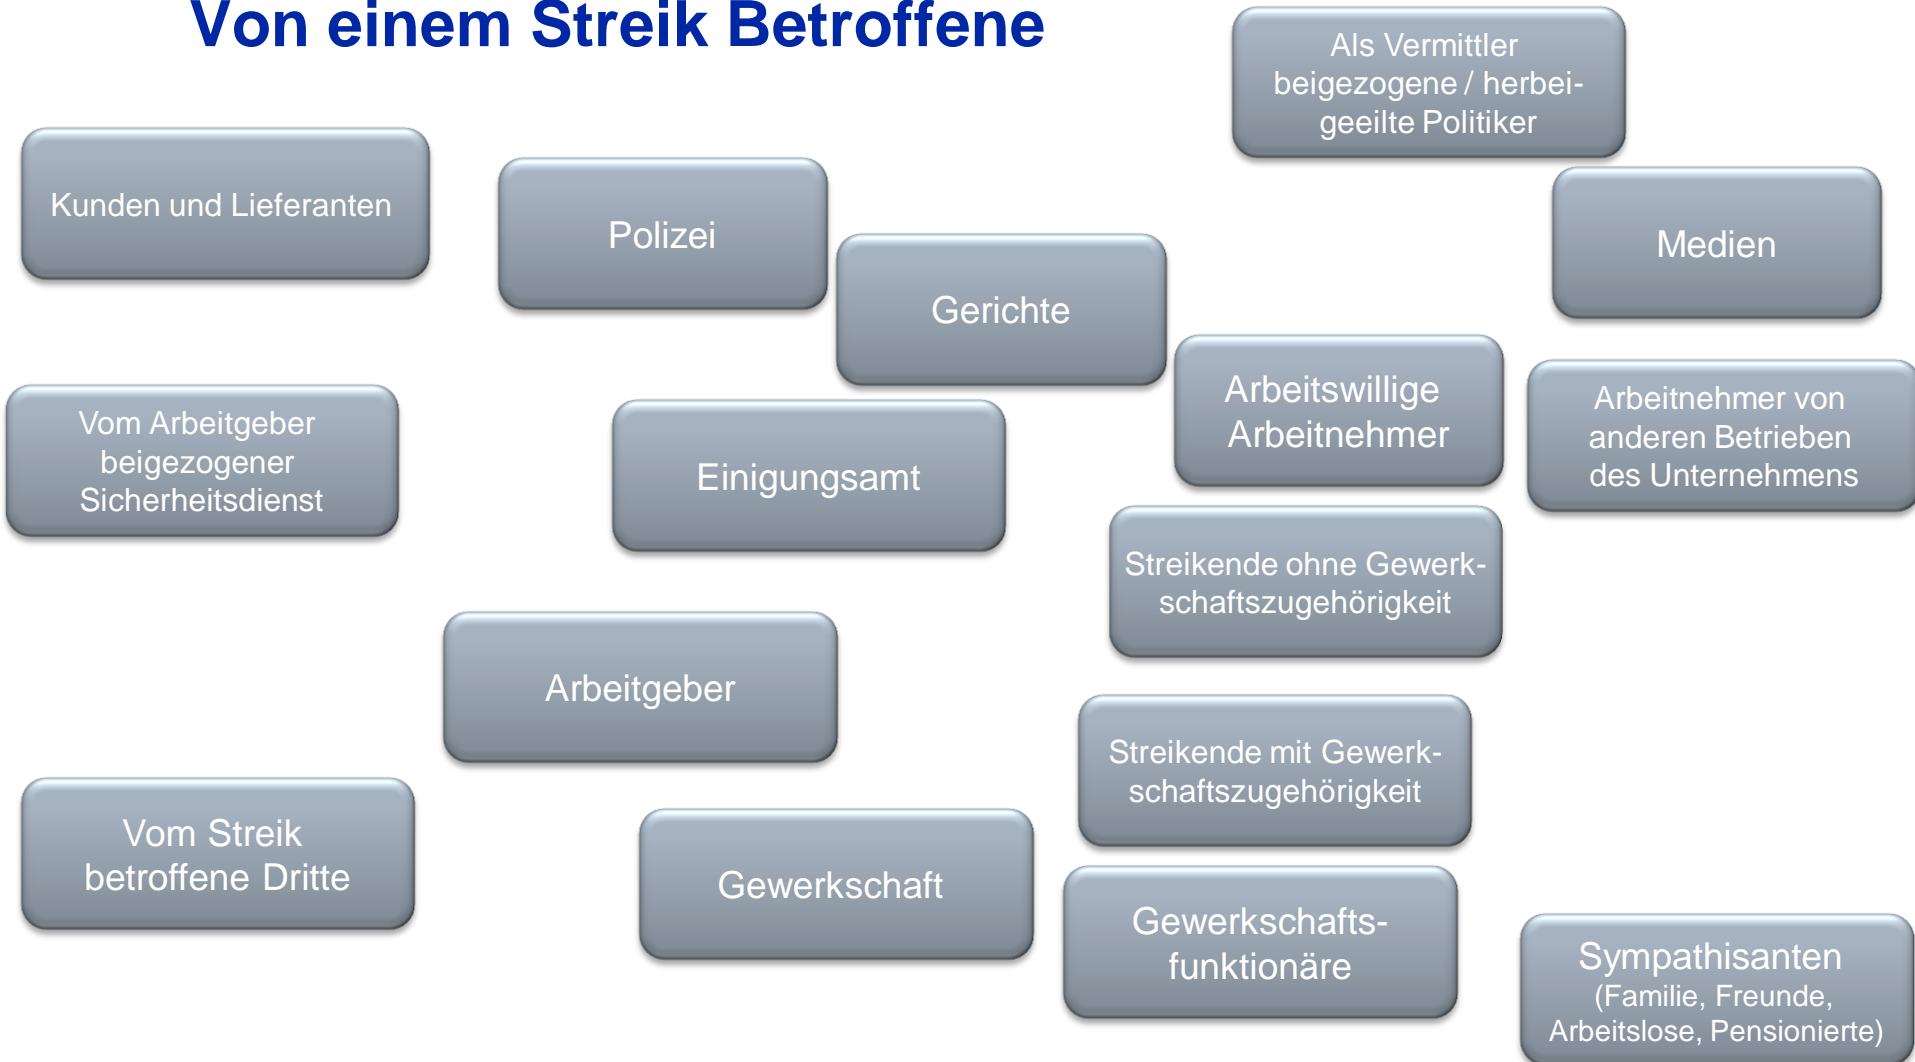 Von einem Streik Betroffene
Als Vermittler
beigezogene / herbei-
geeilte Politiker
Kunden und Lieferanten
Polizei
Gerichte
Medien
Vom Arbeitgeber
beigezogener
Sicherheitsdienst
Einigungsamt
Arbeitswillige
Arbeitnehmer
Arbeitnehmer von
anderen Betrieben
des Unternehmens
Streikende ohne Gewerk-
schaftszugehörigkeit
Arbeitgeber
Streikende mit Gewerk-
schaftszugehörigkeit
Vom Streik
betroffene Dritte
Gewerkschaft
Gewerkschafts-
funktionäre
Sympathisanten
(Familie, Freunde,
Arbeitslose, Pensionierte)